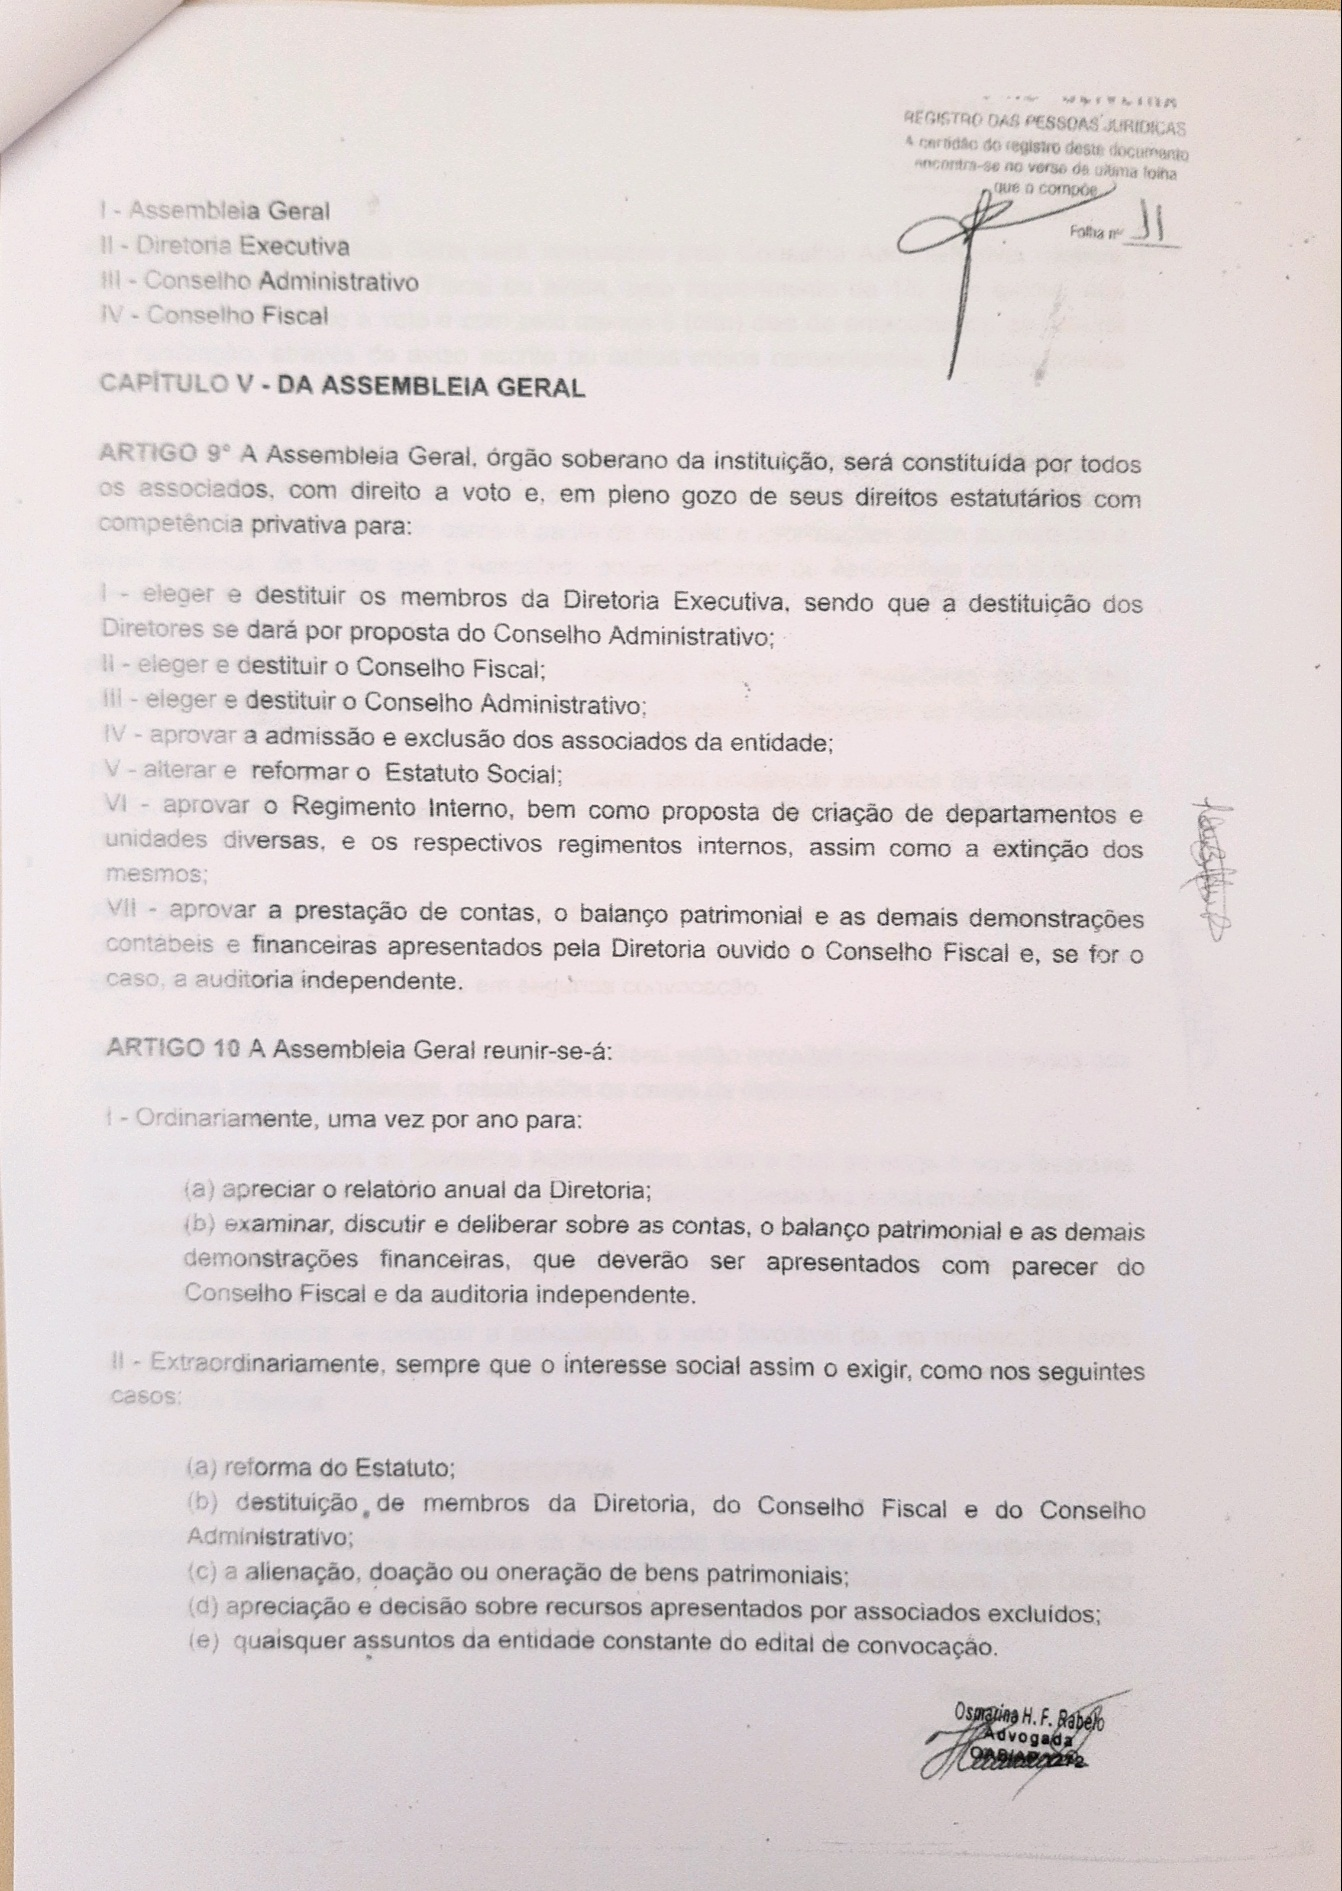 REGISTRO DAS PESSOAS JURÍDICAS
A certidão do registro deste documento
encontra-se no verso da ultima folha
que o compõe
Folha nº 11
I - Assembleia Geral
II - Diretoria Executiva
III - Conselho Administrativo
IV - Conselho Fiscal
CAPÍTULO V - DA ASSEMBLEIA GERAL
ARTIGO 9° A Assembleia Geral, órgão soberano da instituição, será constituída por todos
os associados, com direito a voto e, em pleno gozo de seus direitos estatutários com
competência privativa para:
I - eleger e destituir os membros da Diretoria Executiva, sendo que a destituição dos
Diretores se dará por proposta do Conselho Administrativo;
II - eleger e destituir o Conselho Fiscal;
III - eleger e destituir o Conselho Administrativo;
IV - aprovar a admissão e exclusão dos associados da entidade;
V - alterar e reformar o Estatuto Social;
VI - aprovar o Regimento Interno, bem como proposta de criação de departamentos e
unidades diversas, e os respectivos regimentos internos, assim como a extinção dos
mesmos;
VII - aprovar a prestação de contas, o balanço patrimonial e as demais demonstrações
contábeis e financeiras apresentados pela Diretoria ouvido o Conselho Fiscal e, se for o
caso, a auditoria independente.
ARTIGO 10 A Assembleia Geral reunir-se-á:
I - Ordinariamente, uma vez por ano para:
(a) apreciar o relatório anual da Diretoria;
(b) examinar, discutir e deliberar sobre as contas, o balanço patrimonial e as demais
demonstrações financeiras, que deverão ser apresentados com parecer do
Conselho Fiscal e da auditoria independente.
II - Extraordinariamente, sempre que o interesse social assim o exigir, como nos seguintes
casos:
(a) reforma do Estatuto;
(b) destituição de membros da Diretoria, do Conselho Fiscal e do Conselho
Administrativo;
(c) a alienação, doação ou oneração de bens patrimoniais;
(d) apreciação e decisão sobre recursos apresentados por associados excluídos;
(e) quaisquer assuntos da entidade constante do edital de convocação.
Osmarina H. F. Rabelo
Advogada